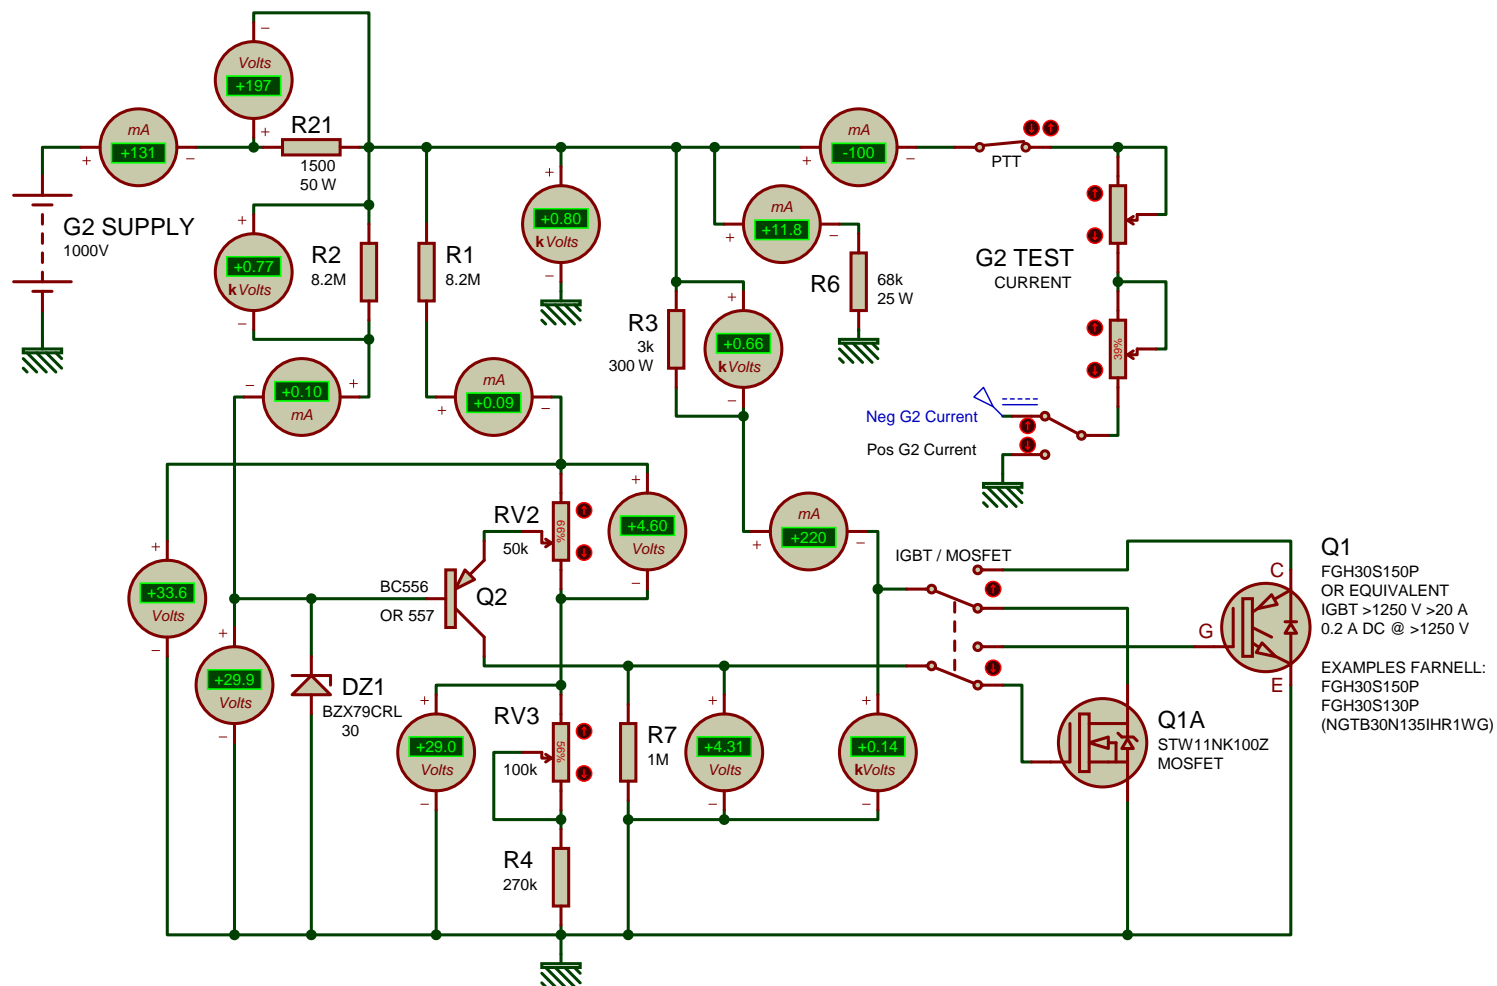 Volts
+197
mA
+131
R21
1500
50 W
G2 SUPPLY
1000V
+0.77
kVolts
R2
8.2M
R1
8.2M
+0.80
kVolts
mA
-100
PTT
mA
+11.8
R6
68k
25 W
G2 TEST
CURRENT
R3
3k
300 W
+0.66
kVolts
39%
+0.10
mA
mA
+0.09
Neg G2 Current
Pos G2 Current
RV2
50k
66%
+4.60
Volts
mA
+220
IGBT / MOSFET
Q1
FGH30S150P
OR EQUIVALENT
IGBT >1250 V >20 A
0.2 A DC @ >1250 V
C
G
E
EXAMPLES FARNELL:
FGH30S150P
FGH30S130P
(NGTB30N135IHR1WG)
+33.6
Volts
BC556
OR 557
Q2
+29.9
Volts
DZ1
BZX79CRL
30
+29.0
Volts
RV3
100k
56%
R7
1M
+4.31
Volts
+0.14
kVolts
Q1A
STW11NK100Z
MOSFET
R4
270k